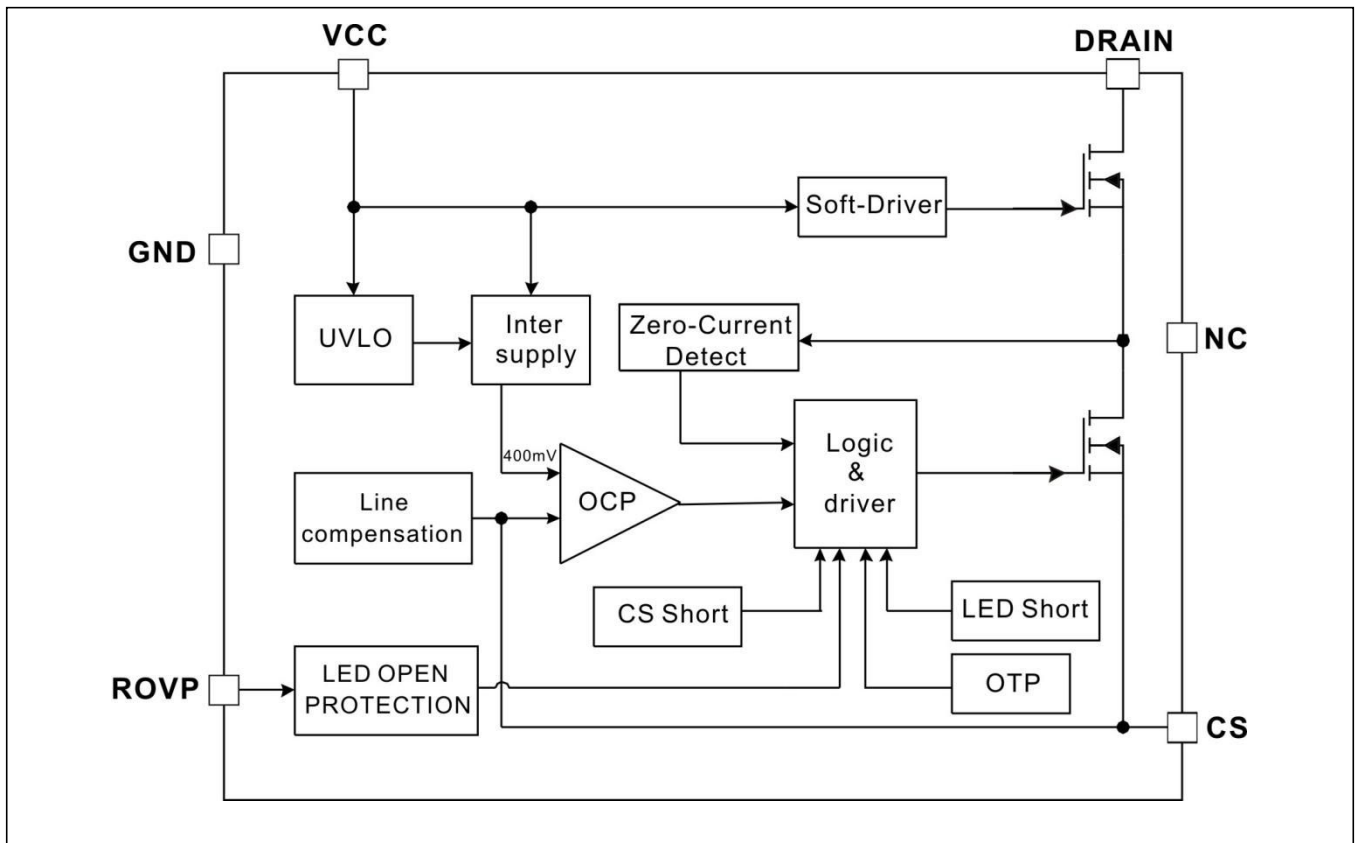 VCC
DRAIN
Soft-Driver
GND
UVLO
Inter
supply
Zero-Current
Detect
NC
400mV
Line
compensation
OCP
Logic
&
driver
CS Short
LED Short
ROVP
LED OPEN
PROTECTION
OTP
CS